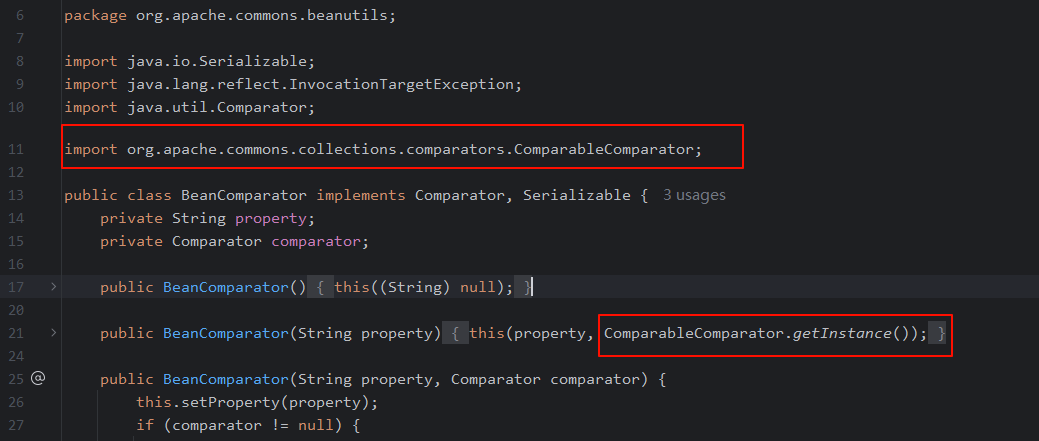 6 package org.apache.commons.beanutils;
7
8 import java.io.Serializable;
9 import java.lang.reflect.InvocationTargetException;
10 import java.util.Comparator;
11 import org.apache.commons.collections.comparators.ComparableComparator;
12
13 public class BeanComparator implements Comparator, Serializable { 3 usages
14 private String property;
15 private Comparator comparator;
16
17 public BeanComparator() { this((String) null); }
20
21 public BeanComparator(String property) { this(property, ComparableComparator.getInstance()); }
24
25 @ public BeanComparator(String property, Comparator comparator) {
26 this.setProperty(property);
27 if (comparator != null) {